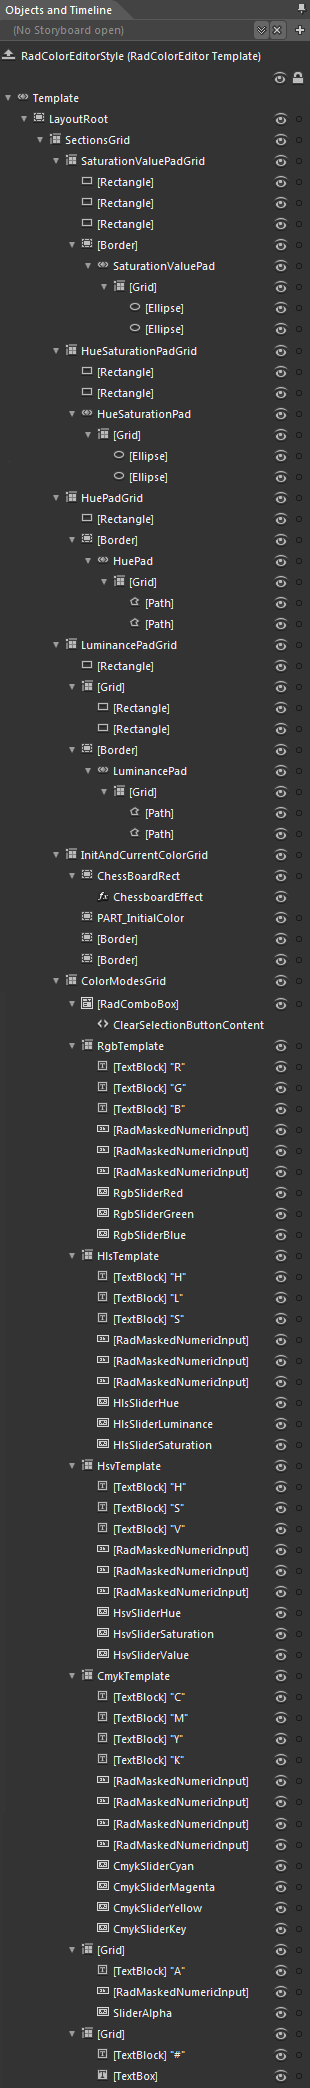 Objects and Timeline
(No Storyboard open)
RadColorEditorStyle (RadColorEditor Template)
Template
LayoutRoot
SectionsGrid
SaturationValuePadGrid
[Rectangle]
[Rectangle]
[Rectangle]
[Border]
SaturationValuePad
[Grid]
[Ellipse]
[Ellipse]
HueSaturationPadGrid
[Rectangle]
[Rectangle]
HueSaturationPad
[Grid]
[Ellipse]
[Ellipse]
HuePadGrid
[Rectangle]
[Border]
HuePad
[Grid]
[Path]
[Path]
LuminancePadGrid
[Rectangle]
[Grid]
[Rectangle]
[Rectangle]
[Border]
LuminancePad
[Grid]
[Path]
[Path]
InitAndCurrentColorGrid
ChessBoardRect
ChessboardEffect
PART_InitialColor
[Border]
[Border]
ColorModesGrid
[RadComboBox]
ClearSelectionButtonContent
RgbTemplate
[TextBlock] "R"
[TextBlock] "G"
[TextBlock] "B"
[RadMaskedNumericInput]
[RadMaskedNumericInput]
[RadMaskedNumericInput]
RgbSliderRed
RgbSliderGreen
RgbSliderBlue
HlsTemplate
[TextBlock] "H"
[TextBlock] "L"
[TextBlock] "S"
[RadMaskedNumericInput]
[RadMaskedNumericInput]
[RadMaskedNumericInput]
HlsSliderHue
HlsSliderLuminance
HlsSliderSaturation
HsvTemplate
[TextBlock] "H"
[TextBlock] "S"
[TextBlock] "V"
[RadMaskedNumericInput]
[RadMaskedNumericInput]
[RadMaskedNumericInput]
HsvSliderHue
HsvSliderSaturation
HsvSliderValue
CmykTemplate
[TextBlock] "C"
[TextBlock] "M"
[TextBlock] "Y"
[TextBlock] "K"
[RadMaskedNumericInput]
[RadMaskedNumericInput]
[RadMaskedNumericInput]
[RadMaskedNumericInput]
CmykSliderCyan
CmykSliderMagenta
CmykSliderYellow
CmykSliderKey
[Grid]
[TextBlock] "A"
[RadMaskedNumericInput]
SliderAlpha
[Grid]
[TextBlock] "#"
[TextBox]